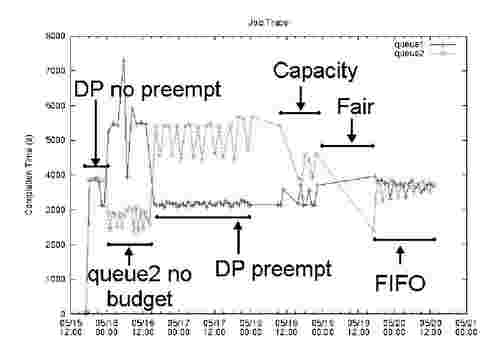 Job Trace
queue1
queue2
8000
7000
6000
5000
4000
3000
2000
1000
0
Completion Time (s)
DP no preempt
Capacity
Fair
queue2 no
budget
DP preempt
FIFO
05/15 05/16 05/16 05/17 05/17 05/18 05/18 05/19 05/19 05/20 05/20 05/21
12:00 00:00 12:00 00:00 12:00 00:00 12:00 00:00 12:00 00:00 12:00 00:00